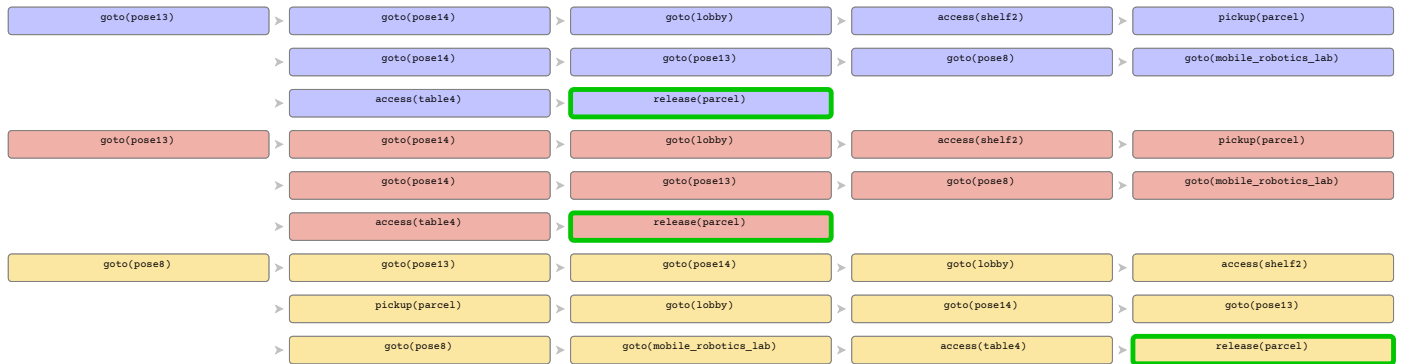 goto(pose13) goto(pose14) goto(lobby) access(shelf2) pickup(parcel)
goto(pose14) goto(pose13) goto(pose8) goto(mobile_robotics_lab)
access(table4) release(parcel)
goto(pose13) goto(pose14) goto(lobby) access(shelf2) pickup(parcel)
goto(pose14) goto(pose13) goto(pose8) goto(mobile_robotics_lab)
access(table4) release(parcel)
goto(pose8) goto(pose13) goto(pose14) goto(lobby) access(shelf2)
pickup(parcel) goto(lobby) goto(pose14) goto(pose13)
goto(pose8) goto(mobile_robotics_lab) access(table4) release(parcel)